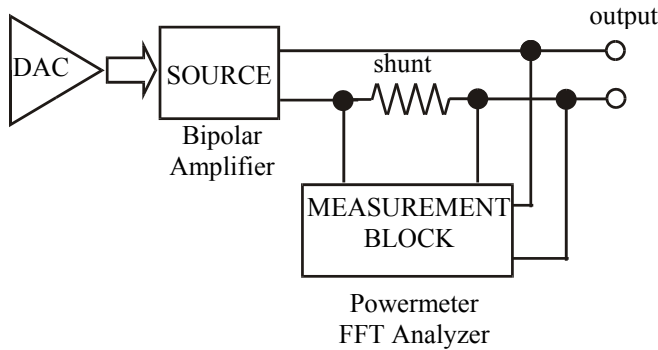 output
DAC
SOURCE
shunt
Bipolar
Amplifier
MEASUREMENT
BLOCK
Powermeter
FFT Analyzer